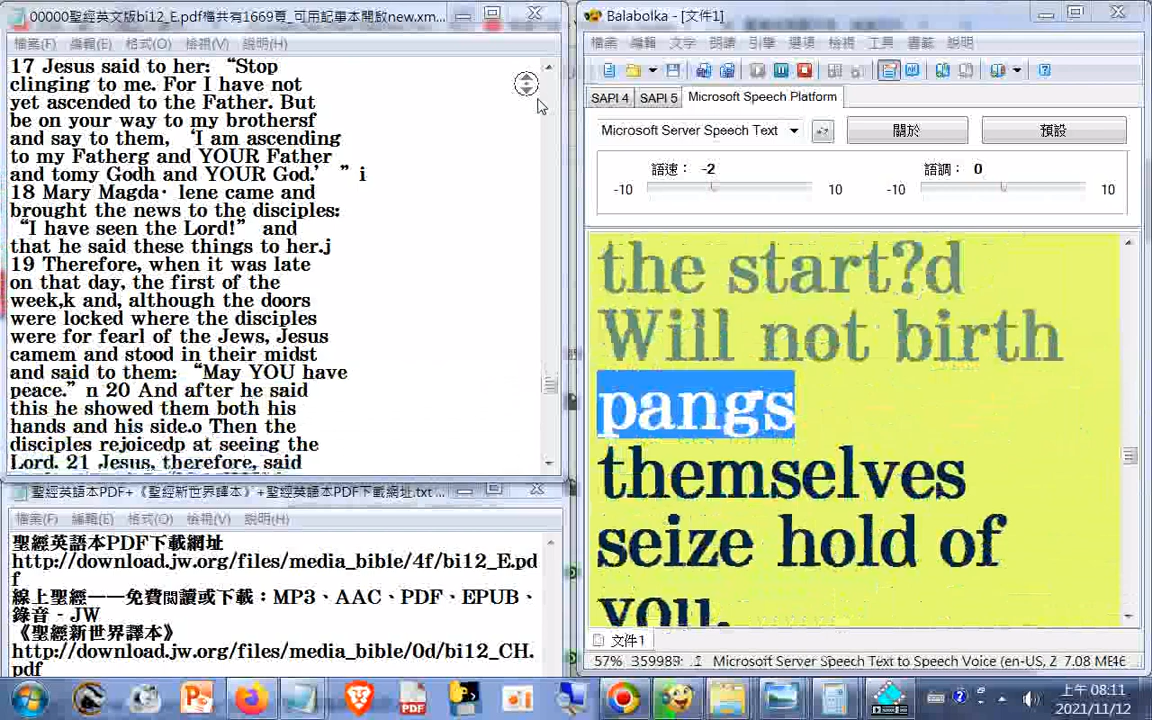 00000聖經英文版bi12_E.pdf檔共有1669頁_可用記事本開啟new.xm...
檔案(F) 編輯(E) 格式(O) 檢視(V) 說明(H)
17 Jesus said to her: “Stop
clinging to me. For I have not
yet ascended to the Father. But
be on your way to my brothersf
and say to them, ‘I am ascending
to my Fatherg and YOUR Father
and tomy Godh and YOUR God.’ ” i
18 Mary Magda· lene came and
brought the news to the disciples:
“I have seen the Lord!” and
that he said these things to her.j
19 Therefore, when it was late
on that day, the first of the
week,k and, although the doors
were locked where the disciples
were for fearl of the Jews, Jesus
camem and stood in their midst
and said to them: “May YOU have
peace.” n 20 And after he said
this he showed them both his
hands and his side.o Then the
disciples rejoicedp at seeing the
Lord. 21 Jesus, therefore, said
聖經英語本PDF+《聖經新世界譯本》+聖經英語本PDF下載網址.txt ...
檔案(F) 編輯(E) 格式(O) 檢視(V) 說明(H)
聖經英語本PDF下載網址
http://download.jw.org/files/media_bible/4f/bi12_E.pd
f
線上聖經——免費閱讀或下載：MP3、AAC、PDF、EPUB、
錄音 - JW
《聖經新世界譯本》
http://download.jw.org/files/media_bible/0d/bi12_CH.
pdf
Balabolka - [文件1]
檔案 編輯 文字 朗讀 引擎 選項 檢視 工具 書籤 說明
SAPI 4 SAPI 5 Microsoft Speech Platform
Microsoft Server Speech Text 關於 預設
語速： -2 語調： 0
-10 10 -10 10
the start?d
Will not birth
pangs
themselves
seize hold of
you,
文件1
57% Microsoft Server Speech Text to Speech Voice (en-US, Z 7.08 ME
上午 08:11
2021/11/12